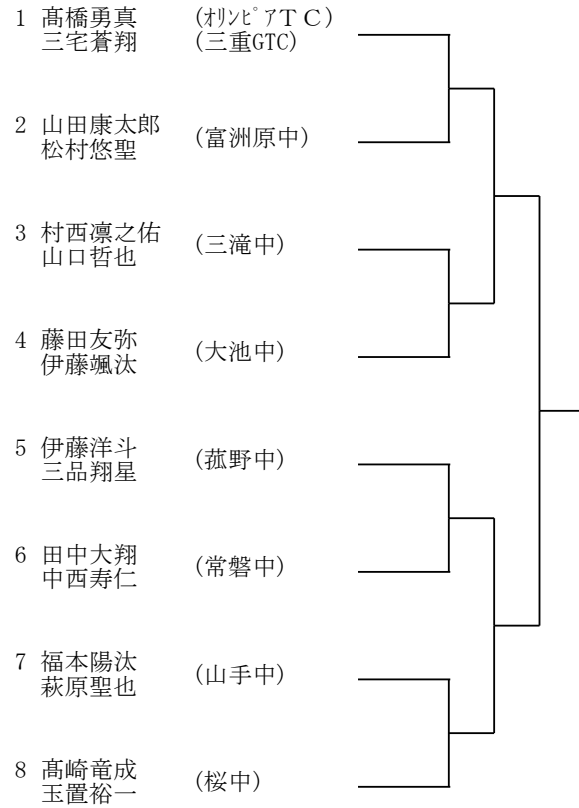 1 髙橋勇真 (ｵﾘﾝﾋﾟｱＴＣ)
三宅蒼翔 (三重GTC)
2 山田康太郎
松村悠聖 (富洲原中)
3 村西凛之佑
山口哲也 (三滝中)
4 藤田友弥
伊藤颯汰 (大池中)
5 伊藤洋斗
三品翔星 (菰野中)
6 田中大翔
中西寿仁 (常磐中)
7 福本陽汰
萩原聖也 (山手中)
8 髙崎竜成
玉置裕一 (桜中)